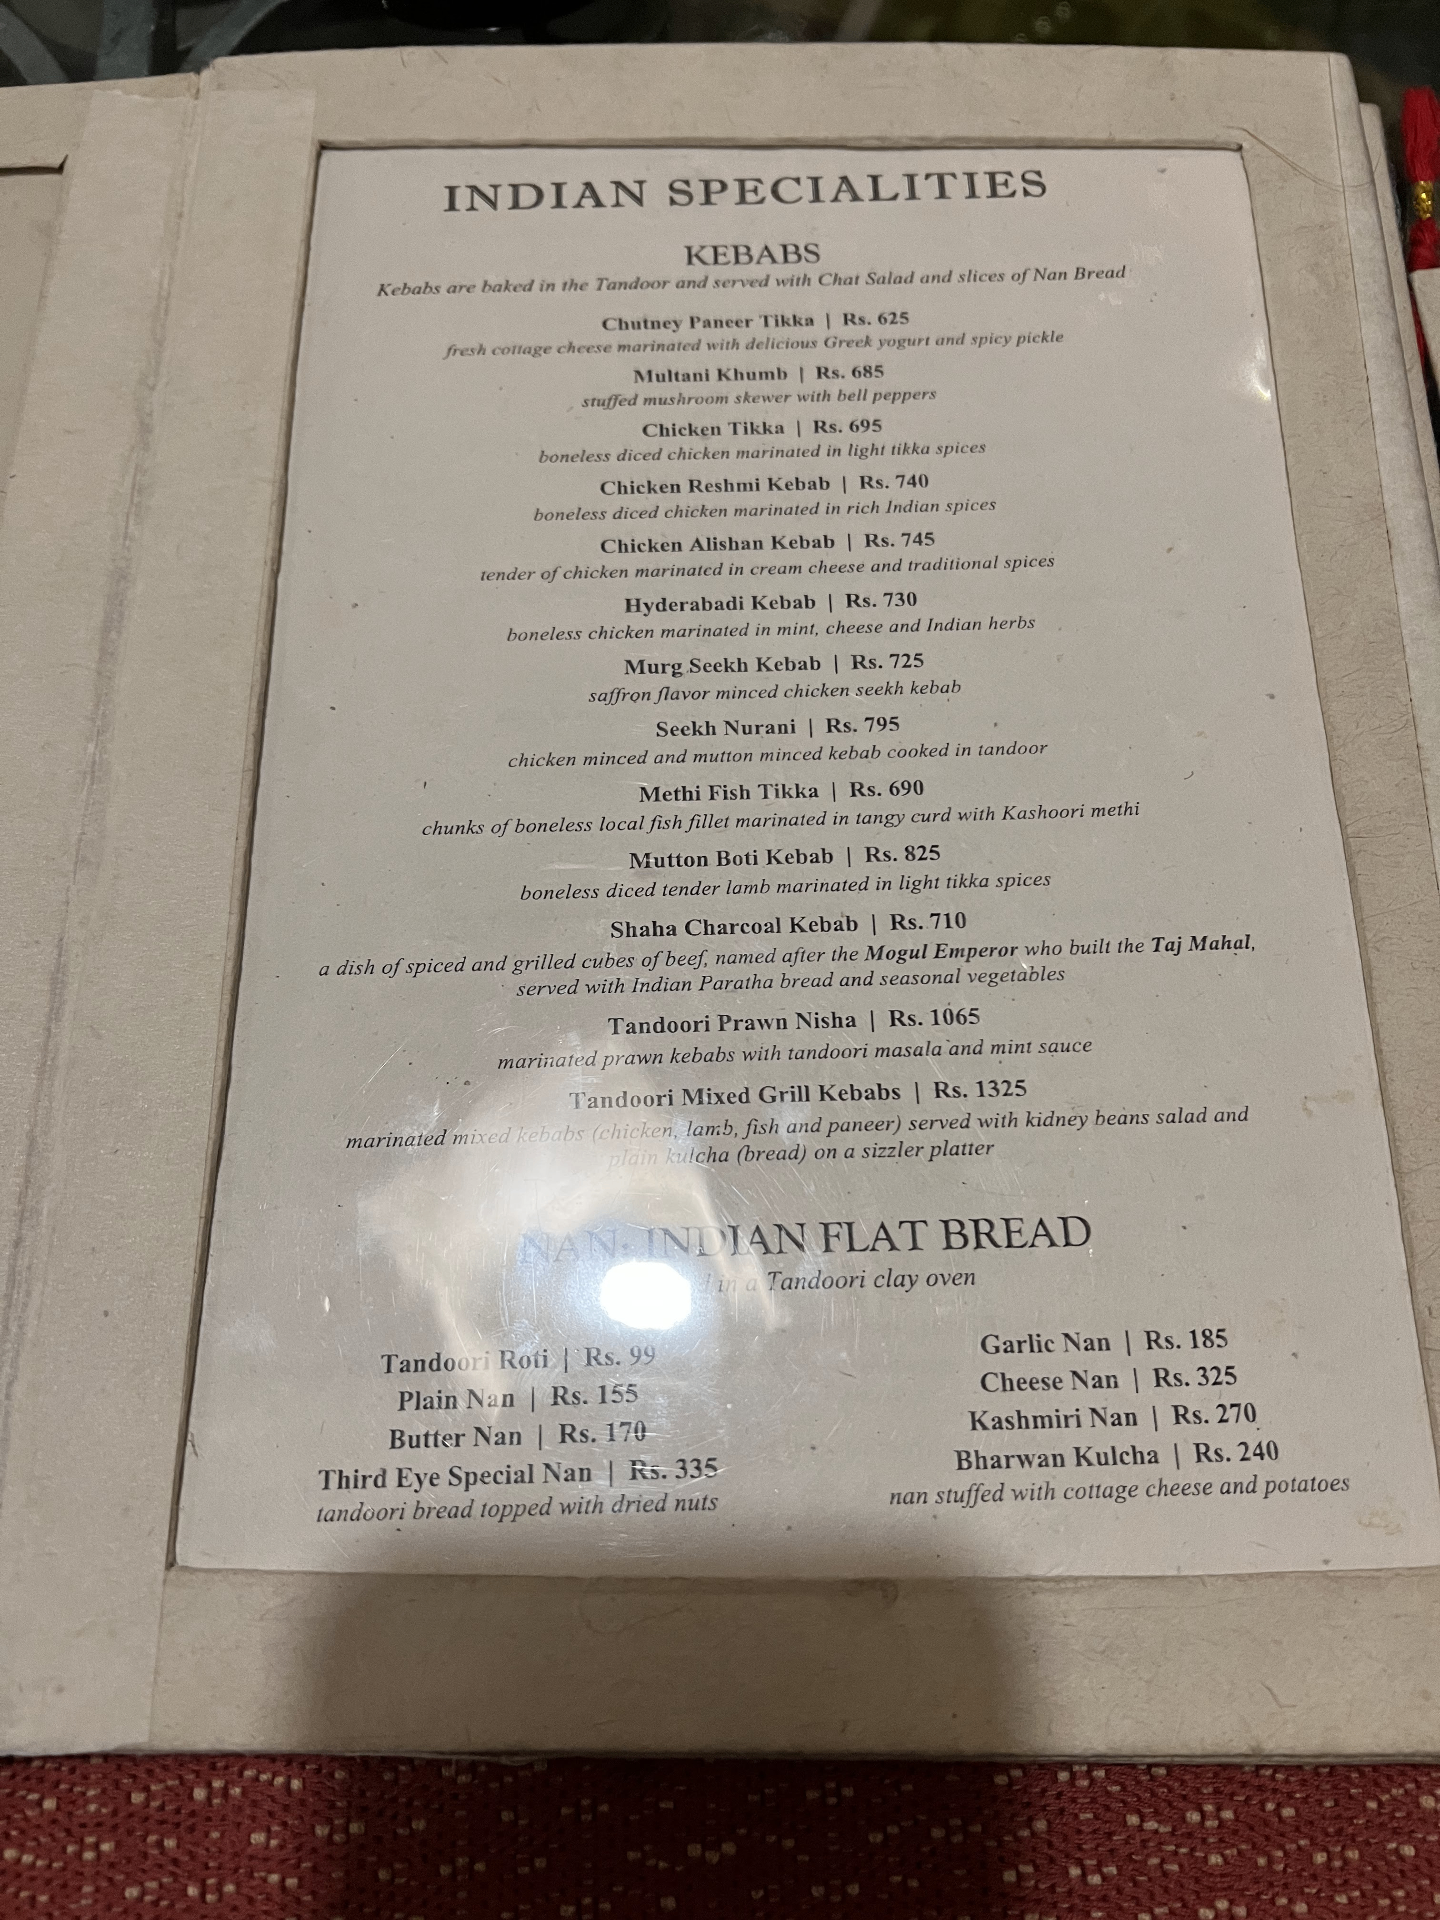 INDIAN SPECIALITIES
KEBABS
Kebabs are baked in the Tandoor and served with Chat Salad and slices of Nan Bread
Chutney Paneer Tikka | Rs. 625
fresh cottage cheese marinated with delicious Greek yogurt and spicy pickle
Multani Khumb | Rs. 685
stuffed mushroom skewer with bell peppers
Chicken Tikka | Rs. 695
boneless diced chicken marinated in light tikka spices
Chicken Reshmi Kebab | Rs. 740
boneless diced chicken marinated in rich Indian spices
Chicken Alishan Kebab | Rs. 745
tender of chicken marinated in cream cheese and traditional spices
Hyderabadi Kebab | Rs. 730
boneless chicken marinated in mint, cheese and Indian herbs
Murg Seekh Kebab | Rs. 725
saffron flavor minced chicken seekh kebab
Seekh Nurani | Rs. 795
chicken minced and mutton minced kebab cooked in tandoor
Methi Fish Tikka | Rs. 690
chunks of boneless local fish fillet marinated in tangy curd with Kashoori methi
Mutton Boti Kebab | Rs. 825
boneless diced tender lamb marinated in light tikka spices
Shaha Charcoal Kebab | Rs. 710
a dish of spiced and grilled cubes of beef, named after the Mogul Emperor who built the Taj Mahal,
served with Indian Paratha bread and seasonal vegetables
Tandoori Prawn Nisha | Rs. 1065
marinated prawn kebabs with tandoori masala and mint sauce
Tandoori Mixed Grill Kebabs | Rs. 1325
marinated mixed kebabs (chicken, lamb, fish and paneer) served with kidney beans salad and
plain kulcha (bread) on a sizzler platter
NAN: INDIAN FLAT BREAD
in a Tandoori clay oven
Tandoori Roti | Rs. 99
Plain Nan | Rs. 155
Butter Nan | Rs. 170
Third Eye Special Nan | Rs. 335
tandoori bread topped with dried nuts
Garlic Nan | Rs. 185
Cheese Nan | Rs. 325
Kashmiri Nan | Rs. 270
Bharwan Kulcha | Rs. 240
nan stuffed with cottage cheese and potatoes